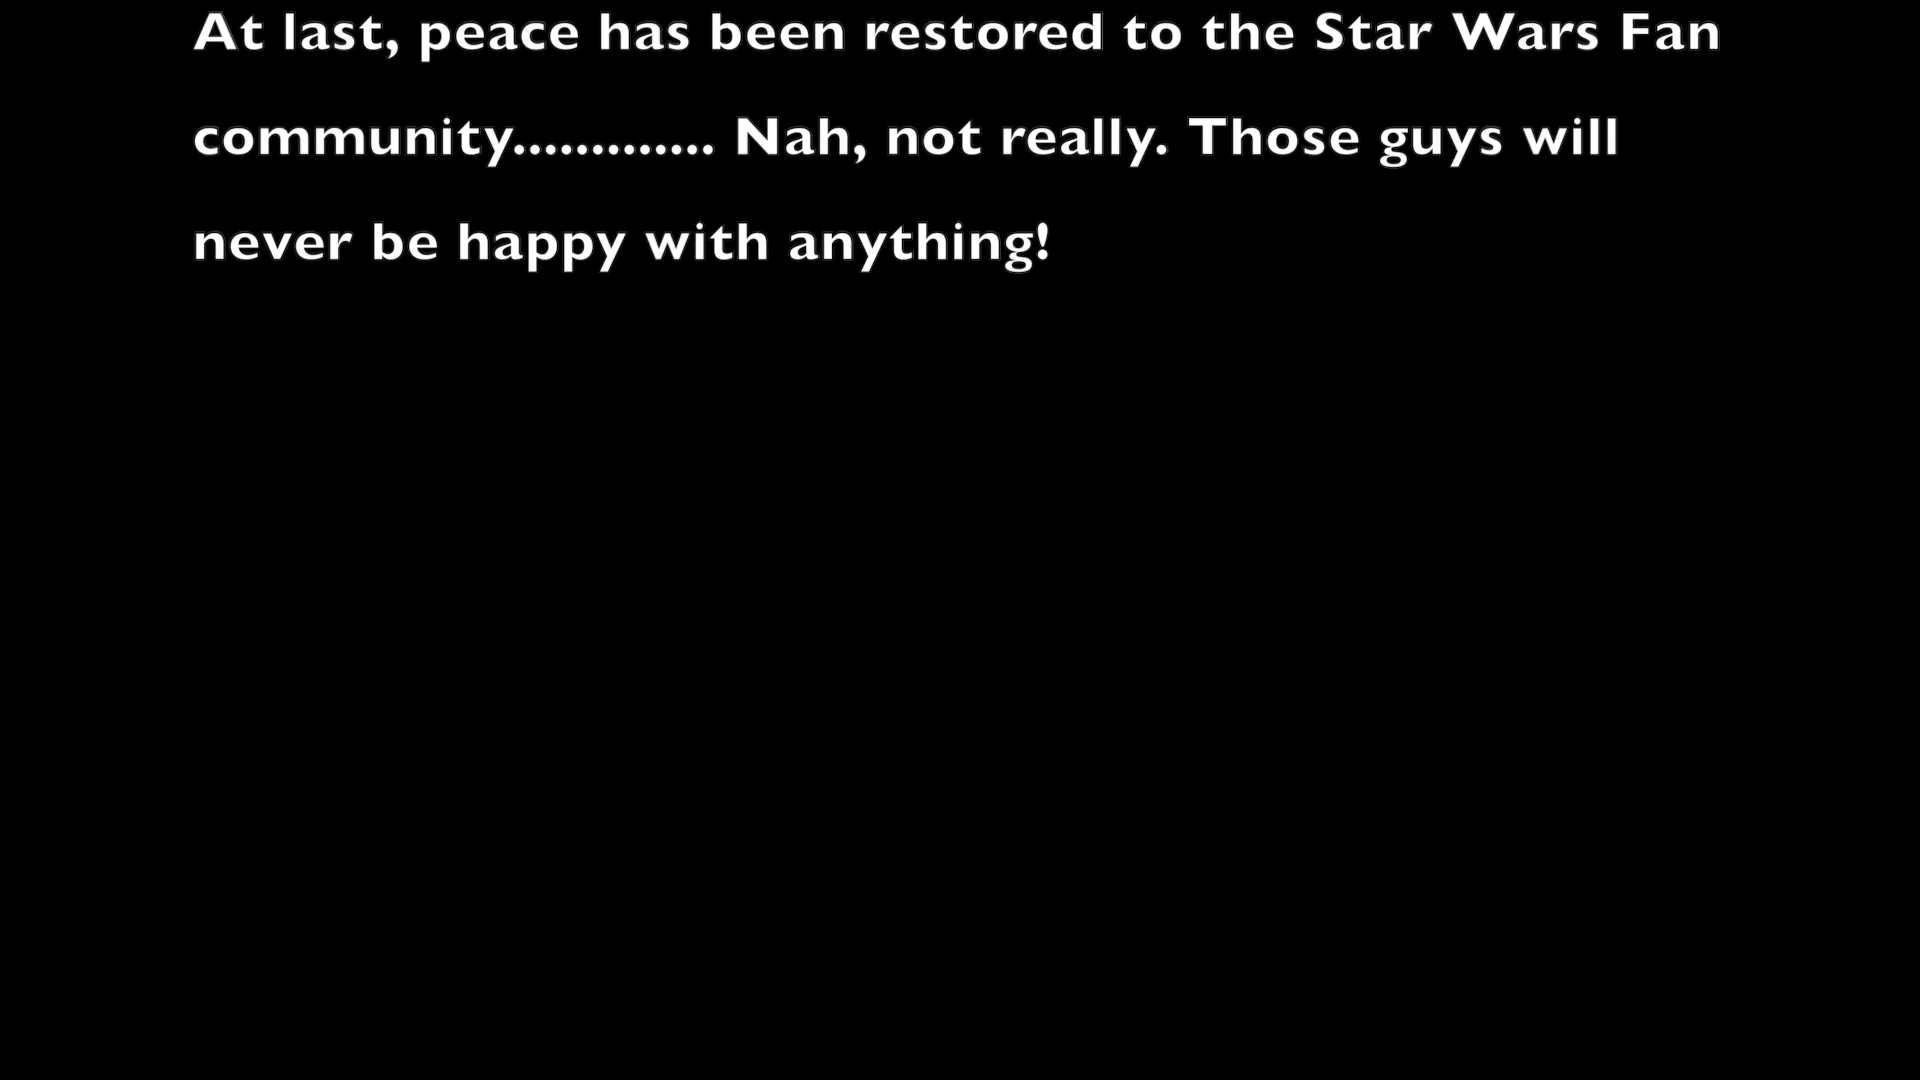 At last, peace has been restored to the Star Wars Fan
community............. Nah, not really. Those guys will
never be happy with anything!